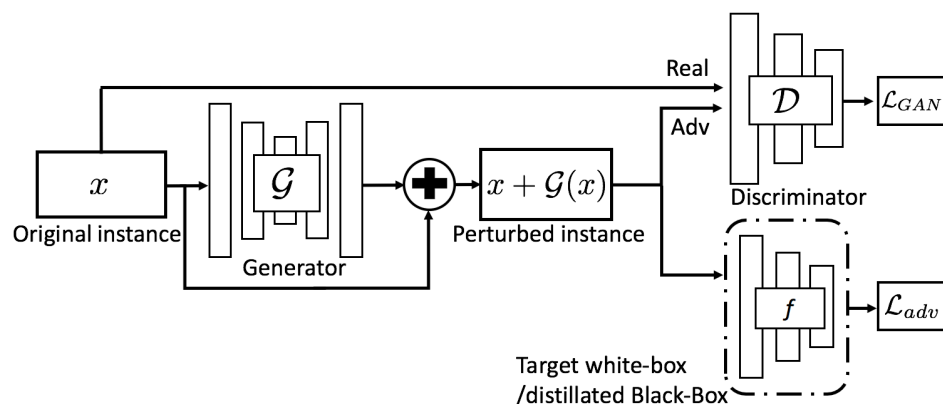 Real
Adv
𝒟
ℒ_GAN
Discriminator
x
Original instance
𝒢
Generator
+
x + 𝒢(x)
Perturbed instance
f
ℒ_adv
Target white-box
/distillated Black-Box